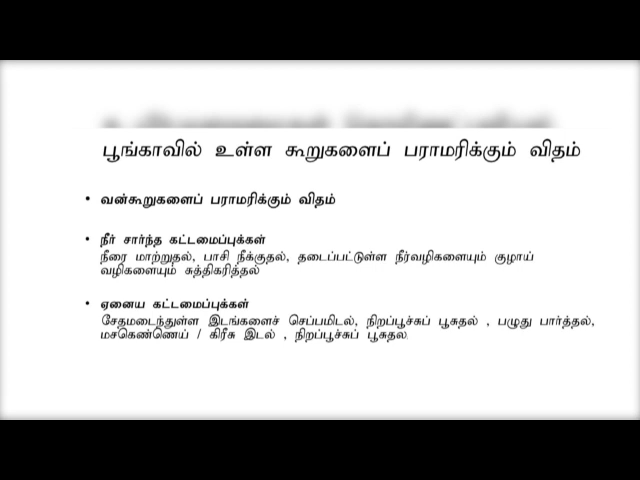 பூங்காவில் உள்ள கூறுகளைப் பராமரிக்கும் விதம்
• வன்கூறுகளைப் பராமரிக்கும் விதம்
• நீர் சார்ந்த கட்டமைப்புக்கள்
நீரை மாற்றுதல், பாசி நீக்குதல், தடைப்பட்டுள்ள நீர்வழிகளையும் குழாய்
வழிகளையும் சுத்திகரித்தல்
• ஏனைய கட்டமைப்புக்கள்
சேதமடைந்துள்ள இடங்களைச் செப்பமிடல், நிறப்பூச்சுப் பூசுதல் , பழுது பார்த்தல்,
மசகெண்ணெய் / கிரீசு இடல் , நிறப்பூச்சுப் பூசுதல்